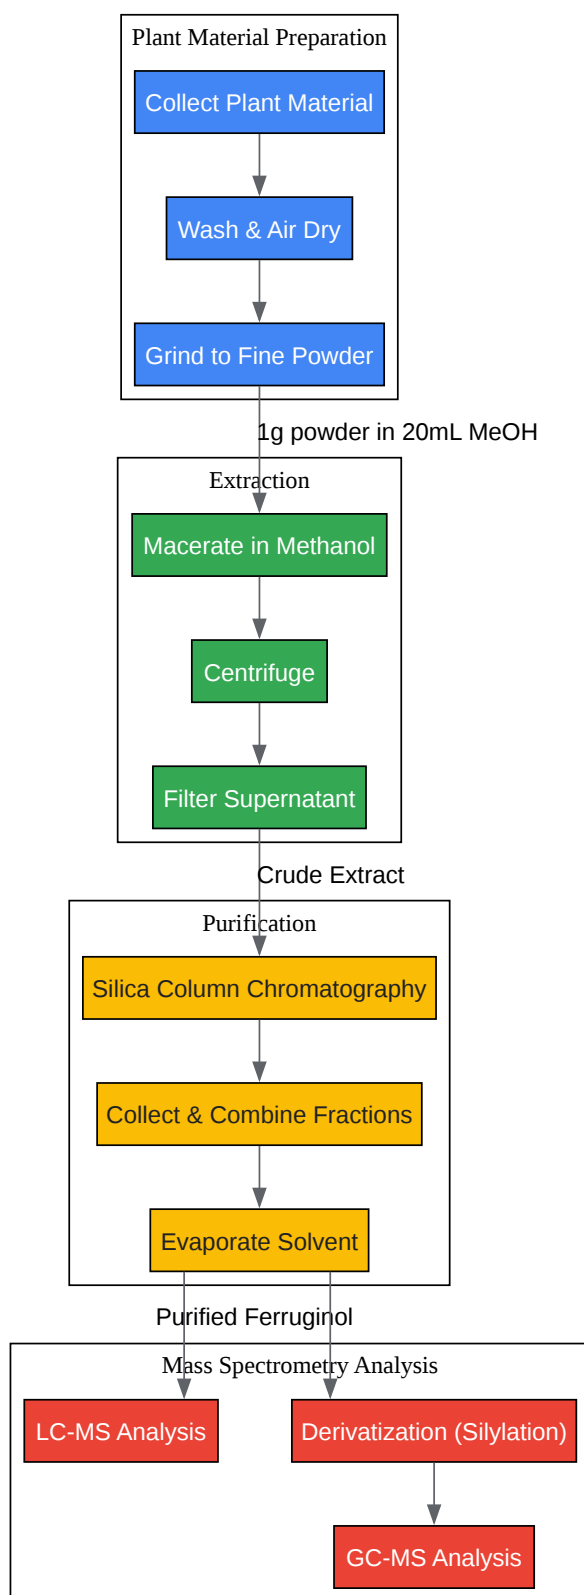 Plant Material Preparation
Collect Plant Material
Wash & Air Dry
Grind to Fine Powder
1g powder in 20mL MeOH
Extraction
Macerate in Methanol
Centrifuge
Filter Supernatant
Crude Extract
Purification
Silica Column Chromatography
Collect & Combine Fractions
Evaporate Solvent
Purified Ferruginol
Mass Spectrometry Analysis
LC-MS Analysis
Derivatization (Silylation)
GC-MS Analysis